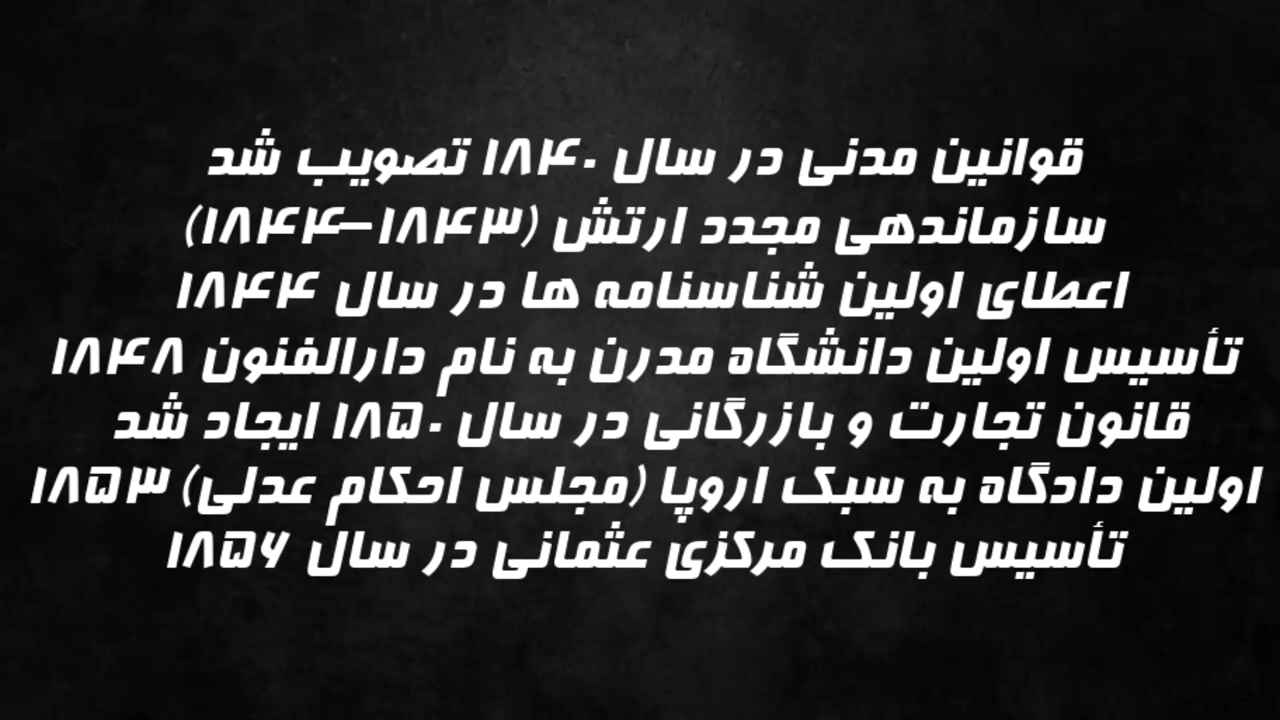 قوانین مدنی در سال ۱۸۴۰ تصویب شد
سازماندهی مجدد ارتش (۱۸۴۳–۱۸۴۴)
اعطای اولین شناسنامه ها در سال ۱۸۴۴
تأسیس اولین دانشگاه مدرن به نام دارالفنون ۱۸۴۸
قانون تجارت و بازرگانی در سال ۱۸۵۰ ایجاد شد
اولین دادگاه به سبک اروپا (مجلس احکام عدلی) ۱۸۵۳
تأسیس بانک مرکزی عثمانی در سال ۱۸۵۶